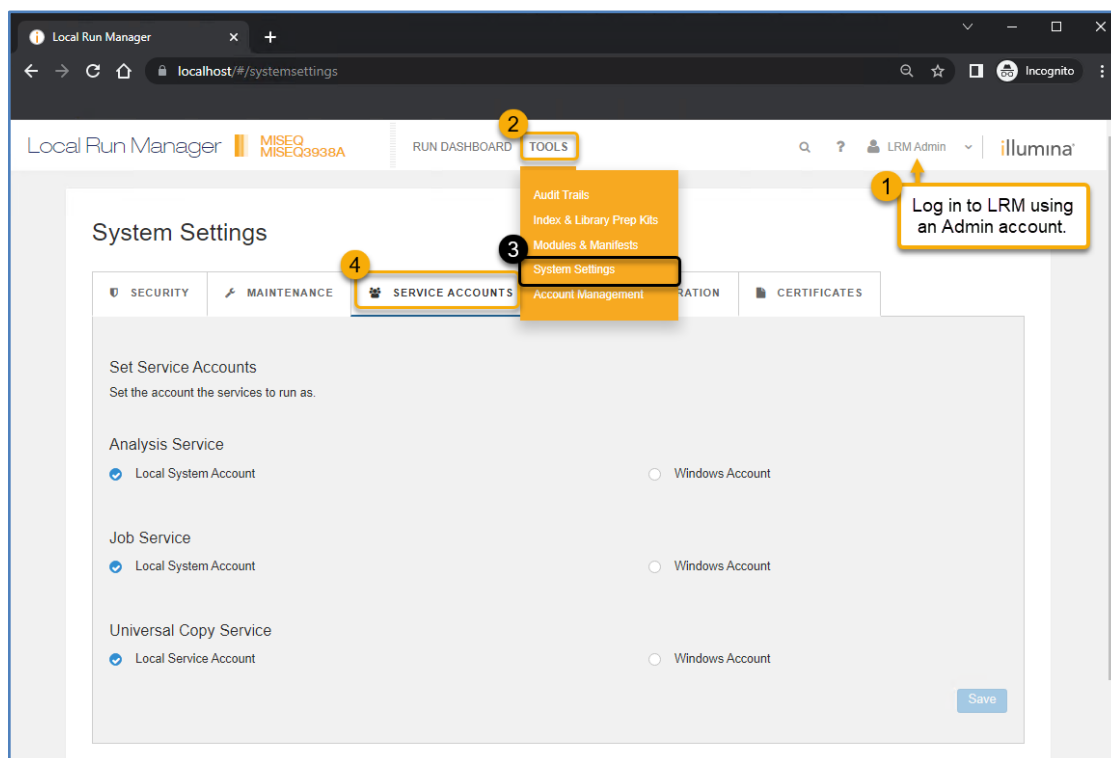 Local Run Manager
localhost/#/systemsettings
Incognito
Local Run Manager
MISEQ
MISEQ3938A
RUN DASHBOARD
2
TOOLS
?
LRM Admin
illumına
1
Log in to LRM using
an Admin account.
Audit Trails
Index & Library Prep Kits
Modules & Manifests
3
System Settings
Account Management
System Settings
SECURITY
MAINTENANCE
4
SERVICE ACCOUNTS
RATION
CERTIFICATES
Set Service Accounts
Set the account the services to run as.
Analysis Service
Local System Account
Windows Account
Job Service
Local System Account
Windows Account
Universal Copy Service
Local Service Account
Windows Account
Save